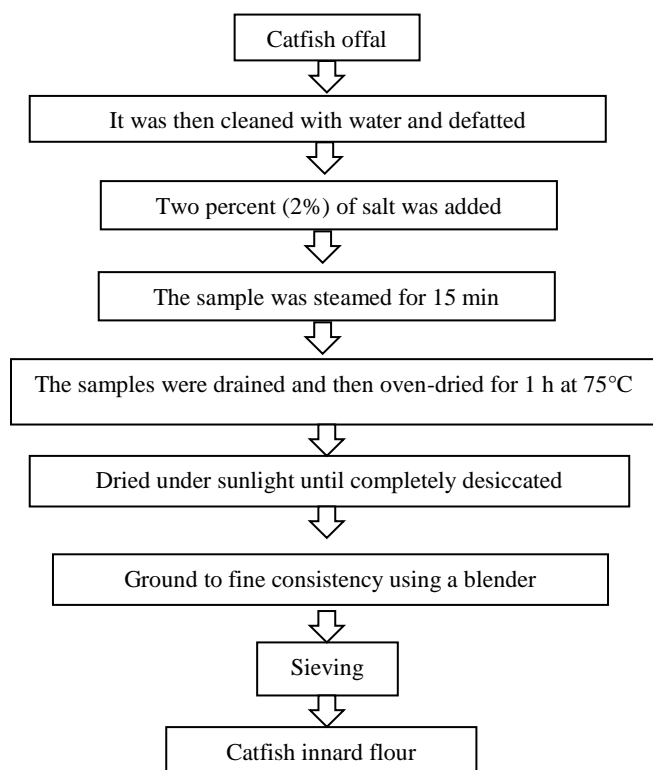 Catfish offal
It was then cleaned with water and defatted
Two percent (2%) of salt was added
The sample was steamed for 15 min
The samples were drained and then oven-dried for 1 h at 75°C
Dried under sunlight until completely desiccated
Ground to fine consistency using a blender
Sieving
Catfish innard flour